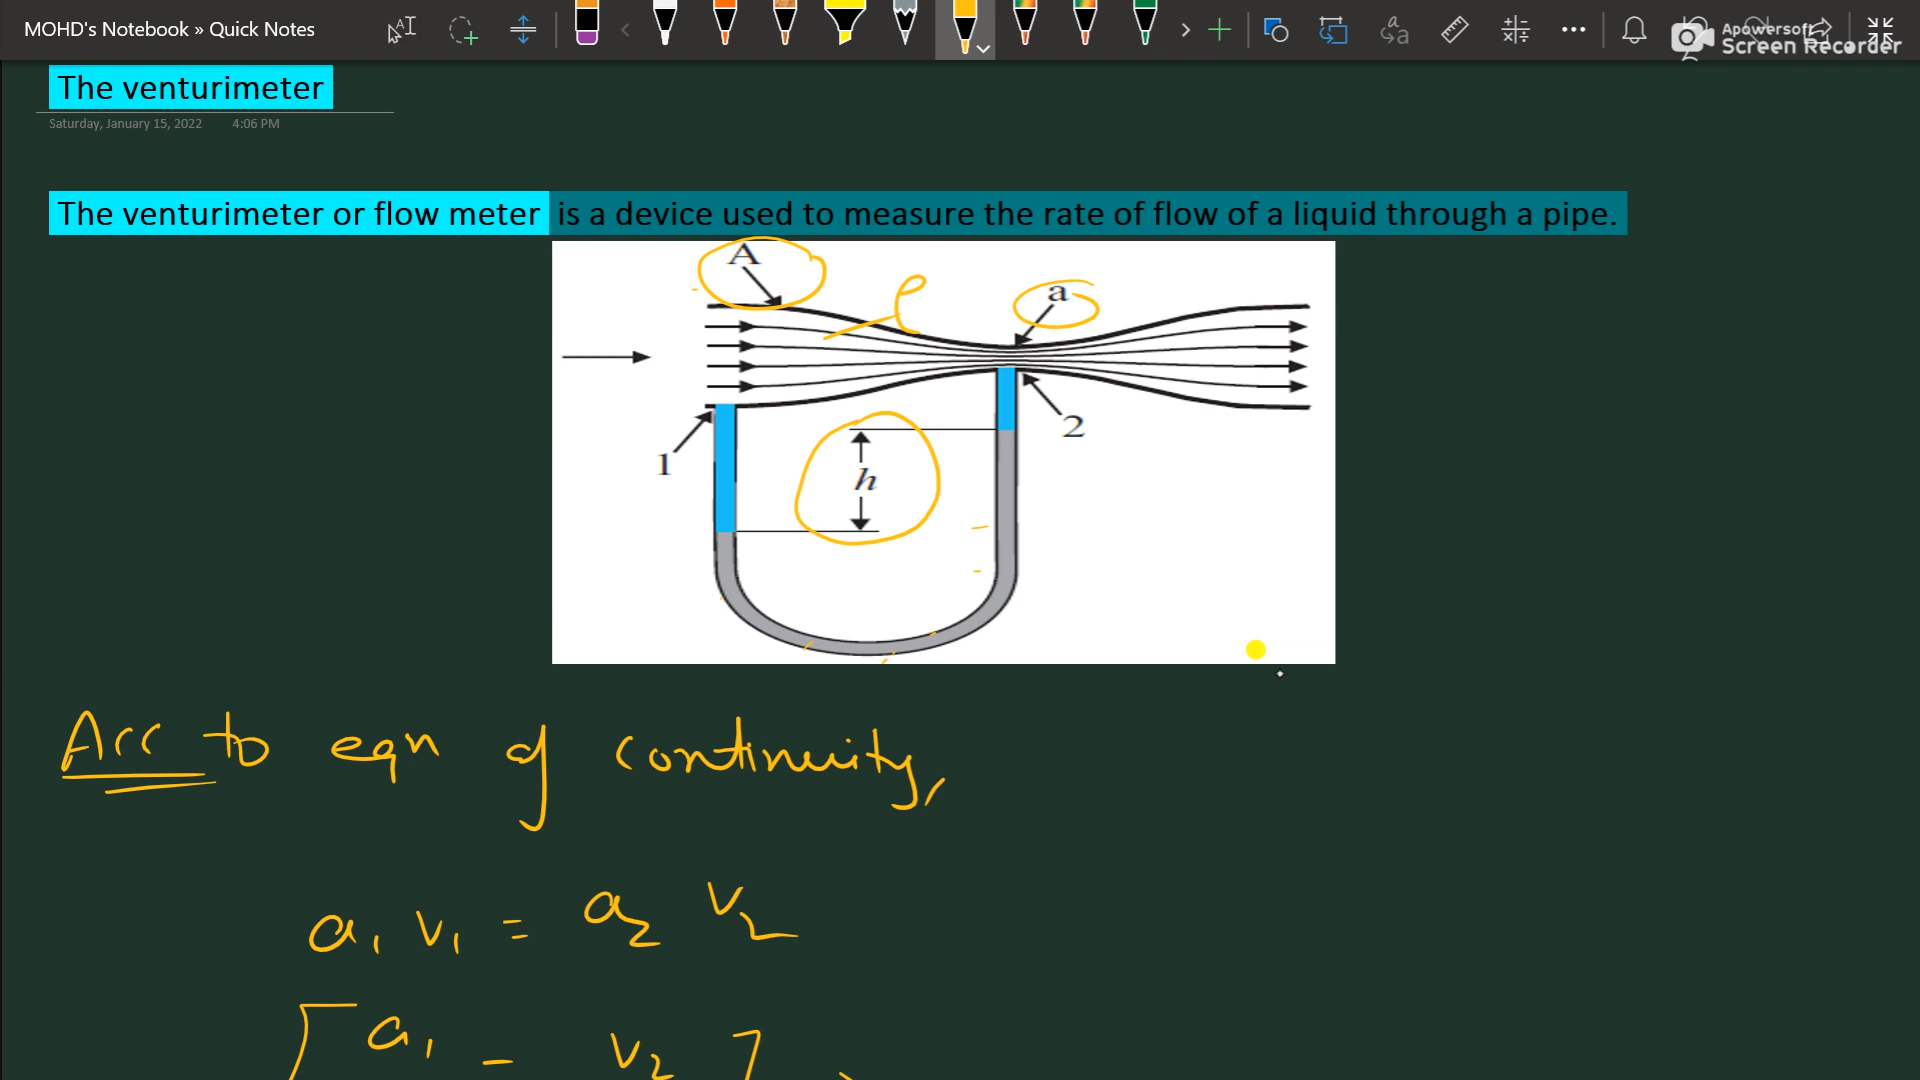 MOHD's Notebook » Quick Notes
Apowersoft
Screen Recorder
The venturimeter
Saturday, January 15, 2022 4:06 PM
The venturimeter or flow meter is a device used to measure the rate of flow of a liquid through a pipe.
A
ρ
a
1
2
h
Acc to eqn of continuity,
a₁ v₁ = a₂ v₂
a₁ = v₂